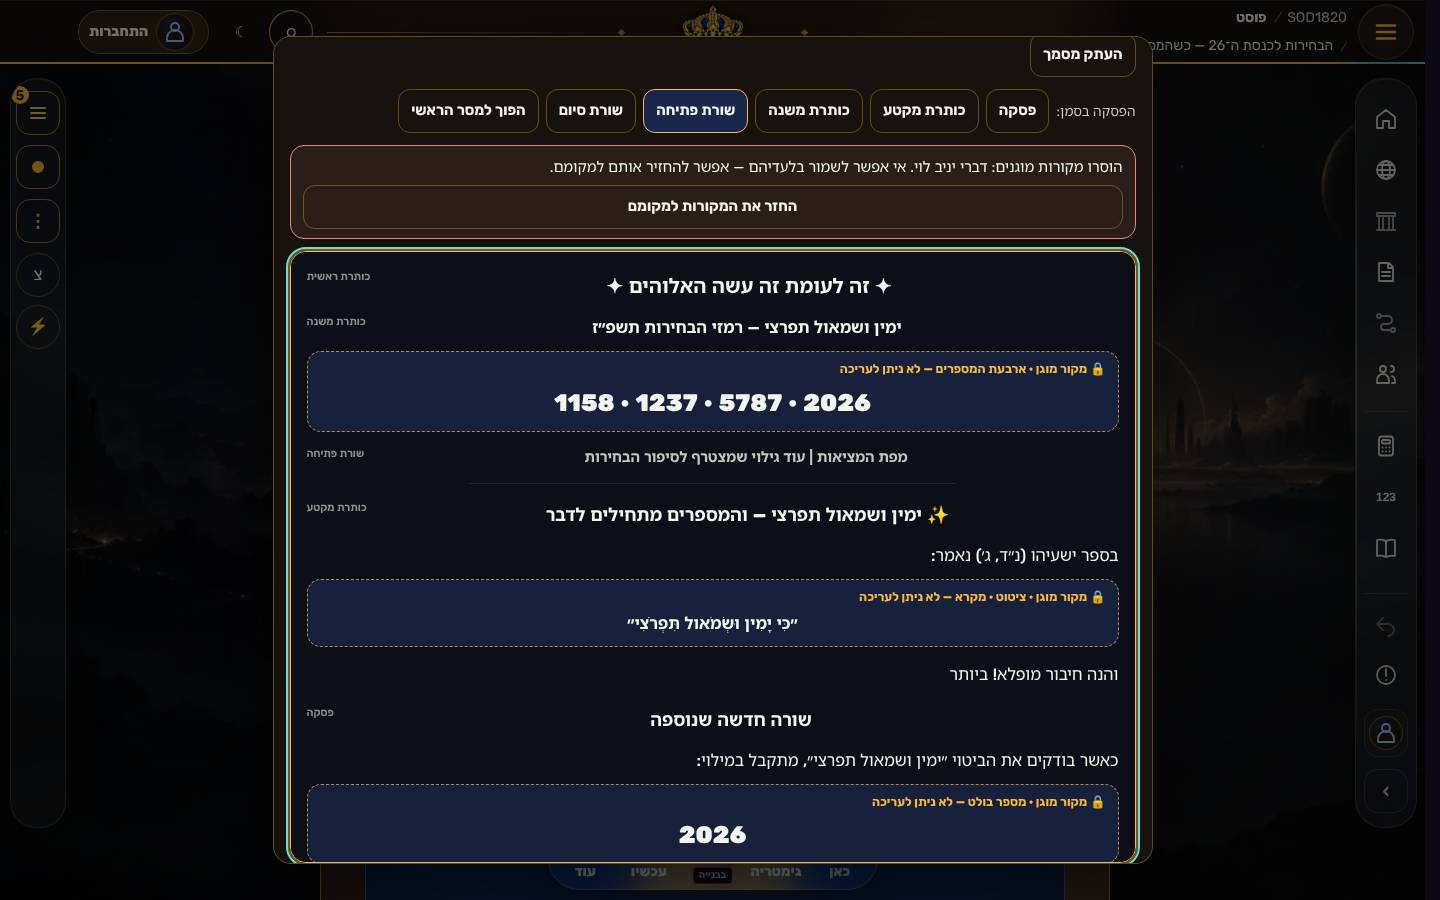 SOD1820 / פוסט
/ הבחירות לכנסת ה־26 — כשהמס
התחברות
5
צ
123
העתק מסמך
הפסקה בסמן:
פסקה
כותרת מקטע
כותרת משנה
שורת פתיחה
שורת סיום
הפוך למסר הראשי
הוסרו מקורות מוגנים: דברי יניב לוי. אי אפשר לשמור בלעדיהם — אפשר להחזיר אותם למקומם.
החזר את המקורות למקומם
✦ זה לעומת זה עשה האלוהים ✦
כותרת ראשית
ימין ושמאול תפרצי — רמזי הבחירות תשפ״ז
כותרת משנה
🔒 מקור מוגן • ארבעת המספרים — לא ניתן לעריכה
1158 • 1237 • 5787 • 2026
מפת המציאות | עוד גילוי שמצטרף לסיפור הבחירות
שורת פתיחה
✨ ימין ושמאול תפרצי — והמספרים מתחילים לדבר
כותרת מקטע
בספר ישעיהו (נ״ד, ג׳) נאמר:
🔒 מקור מוגן • ציטוט • מקרא — לא ניתן לעריכה
״כִּי יָמִין וּשְׂמֹאול תִּפְרֹצִי״
והנה חיבור מופלא! ביותר
שורה חדשה שנוספה
פסקה
כאשר בודקים את הביטוי ״ימין ושמאול תפרצי״, מתקבל במילוי:
🔒 מקור מוגן • מספר בולט — לא ניתן לעריכה
2026
כאן
גימטריה
בבנייה
עכשיו
עוד